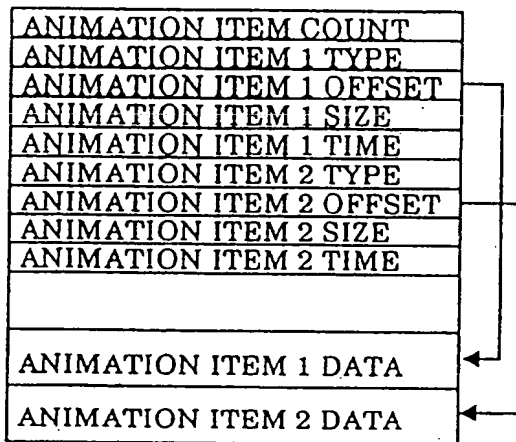 ANIMATION ITEM COUNT
ANIMATION ITEM 1 TYPE
ANIMATION ITEM 1 OFFSET
ANIMATION ITEM 1 SIZE
ANIMATION ITEM 1 TIME
ANIMATION ITEM 2 TYPE
ANIMATION ITEM 2 OFFSET
ANIMATION ITEM 2 SIZE
ANIMATION ITEM 2 TIME
ANIMATION ITEM 1 DATA
ANIMATION ITEM 2 DATA